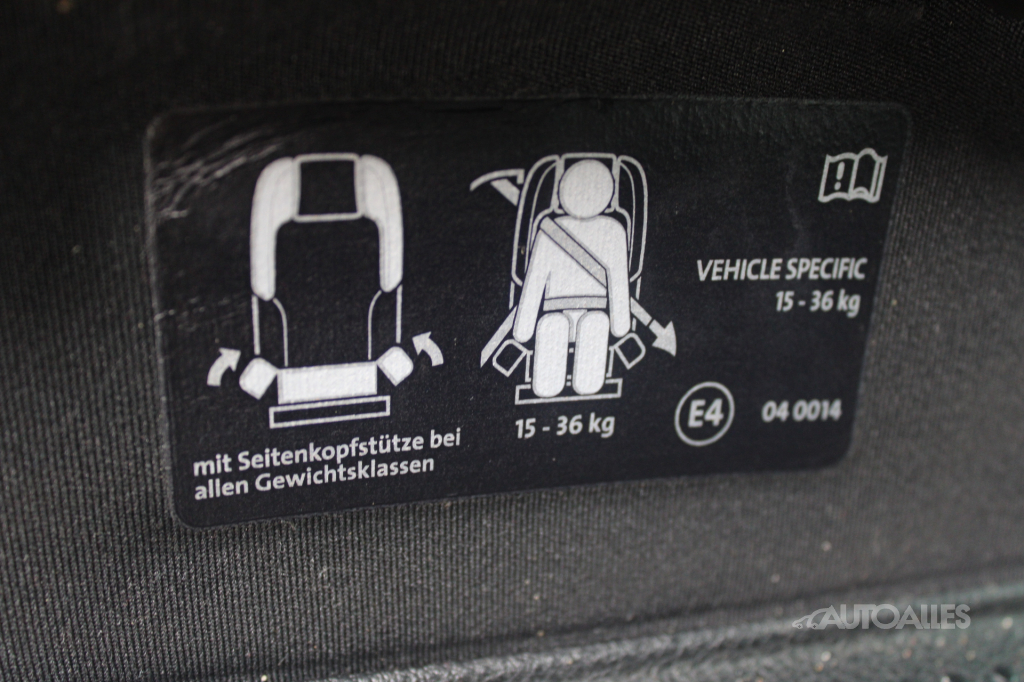 VEHICLE SPECIFIC
15 - 36 kg
15 - 36 kg
E4
04 0014
mit Seitenkopfstütze bei
allen Gewichtsklassen
AUTOALLES